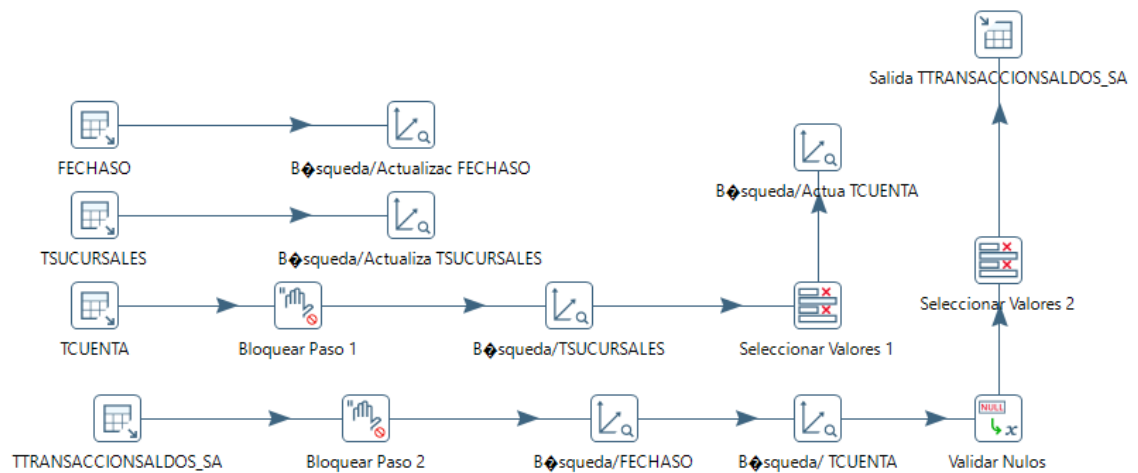 Salida TTRANSACCIONSALDOS_SA
FECHASO
B�squeda/Actualizac FECHASO
B�squeda/Actua TCUENTA
TSUCURSALES
B�squeda/Actualiza TSUCURSALES
Seleccionar Valores 2
TCUENTA
Bloquear Paso 1
B�squeda/TSUCURSALES
Seleccionar Valores 1
NULL
x
TTRANSACCIONSALDOS_SA
Bloquear Paso 2
B�squeda/FECHASO
B�squeda/ TCUENTA
Validar Nulos